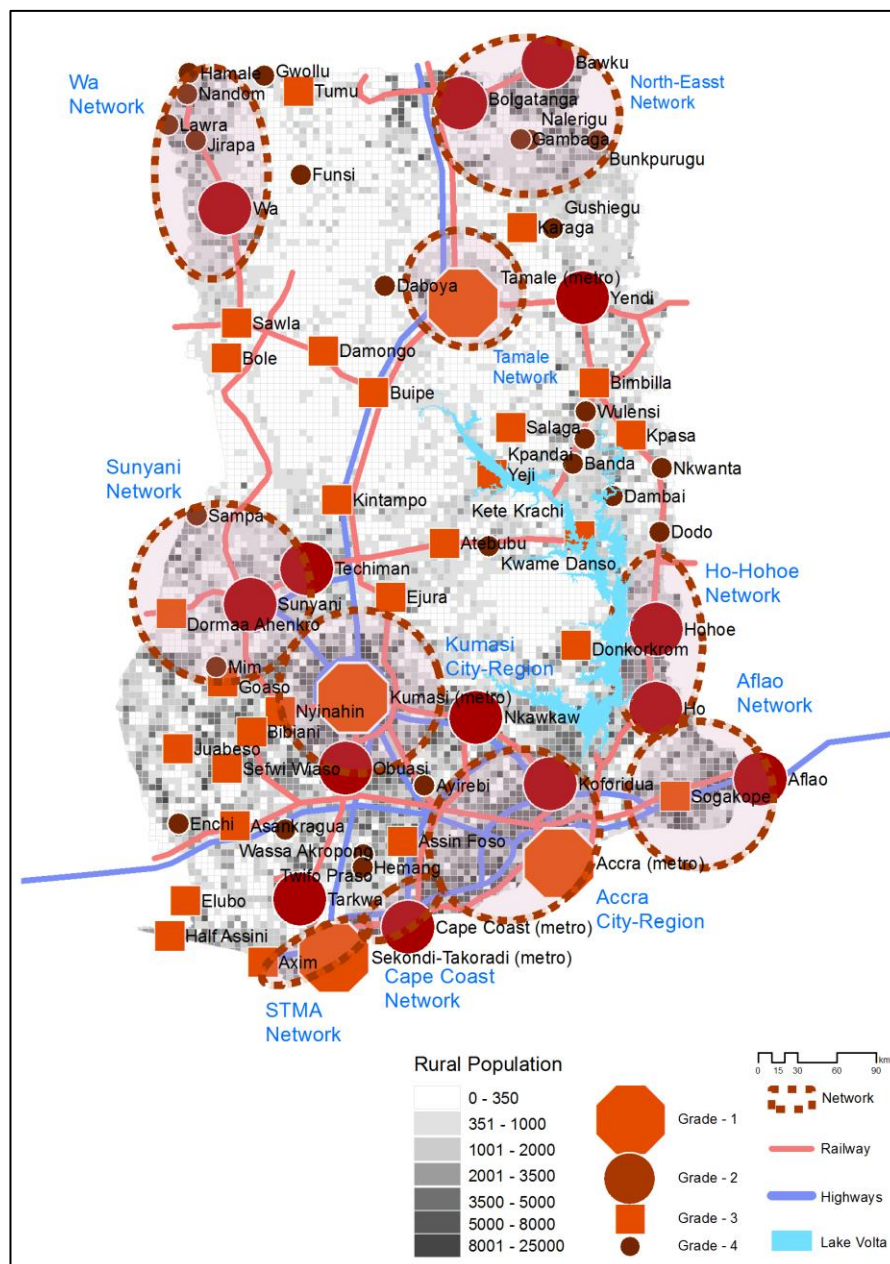 Wa
Network
Hamale
Gwollu
Nandom
Tumu
Lawra
Jirapa
Funsi
Wa
Bawku
North-Easst
Network
Bolgatanga
Nalerigu
Gambaga
Bunkpurugu
Gushiegu
Karaga
Daboya
Tamale (metro)
Yendi
Sawla
Bole
Damongo
Buipe
Tamale
Network
Bimbilla
Wulensi
Salaga
Kpasa
Kpandai
Banda
Yeji
Nkwanta
Sunyani
Network
Sampa
Kintampo
Kete Krachi
Dambai
Atebubu
Kwame Danso
Dodo
Techiman
Sunyani
Ejura
Dormaa Ahenkro
Ho-Hohoe
Network
Hohoe
Kumasi
City-Region
Donkorkrom
Mim
Goaso
Kumasi (metro)
Nyinahin
Nkawkaw
Ho
Aflao
Network
Bibiani
Juabeso
Sefwi Wiaso
Obuasi
Ayirebi
Koforidua
Sogakope
Aflao
Enchi
Asankragua
Assin Foso
Wassa Akropong
Hemang
Accra (metro)
Twifo Praso
Elubo
Tarkwa
Accra
City-Region
Half Assini
Cape Coast (metro)
Axim
Sekondi-Takoradi (metro)
Cape Coast
Network
STMA
Network
Rural Population
0 - 350
351 - 1000
1001 - 2000
2001 - 3500
3500 - 5000
5000 - 8000
8001 - 25000
Grade - 1
Grade - 2
Grade - 3
Grade - 4
km
0 15 30 60 90
Network
Railway
Highways
Lake Volta